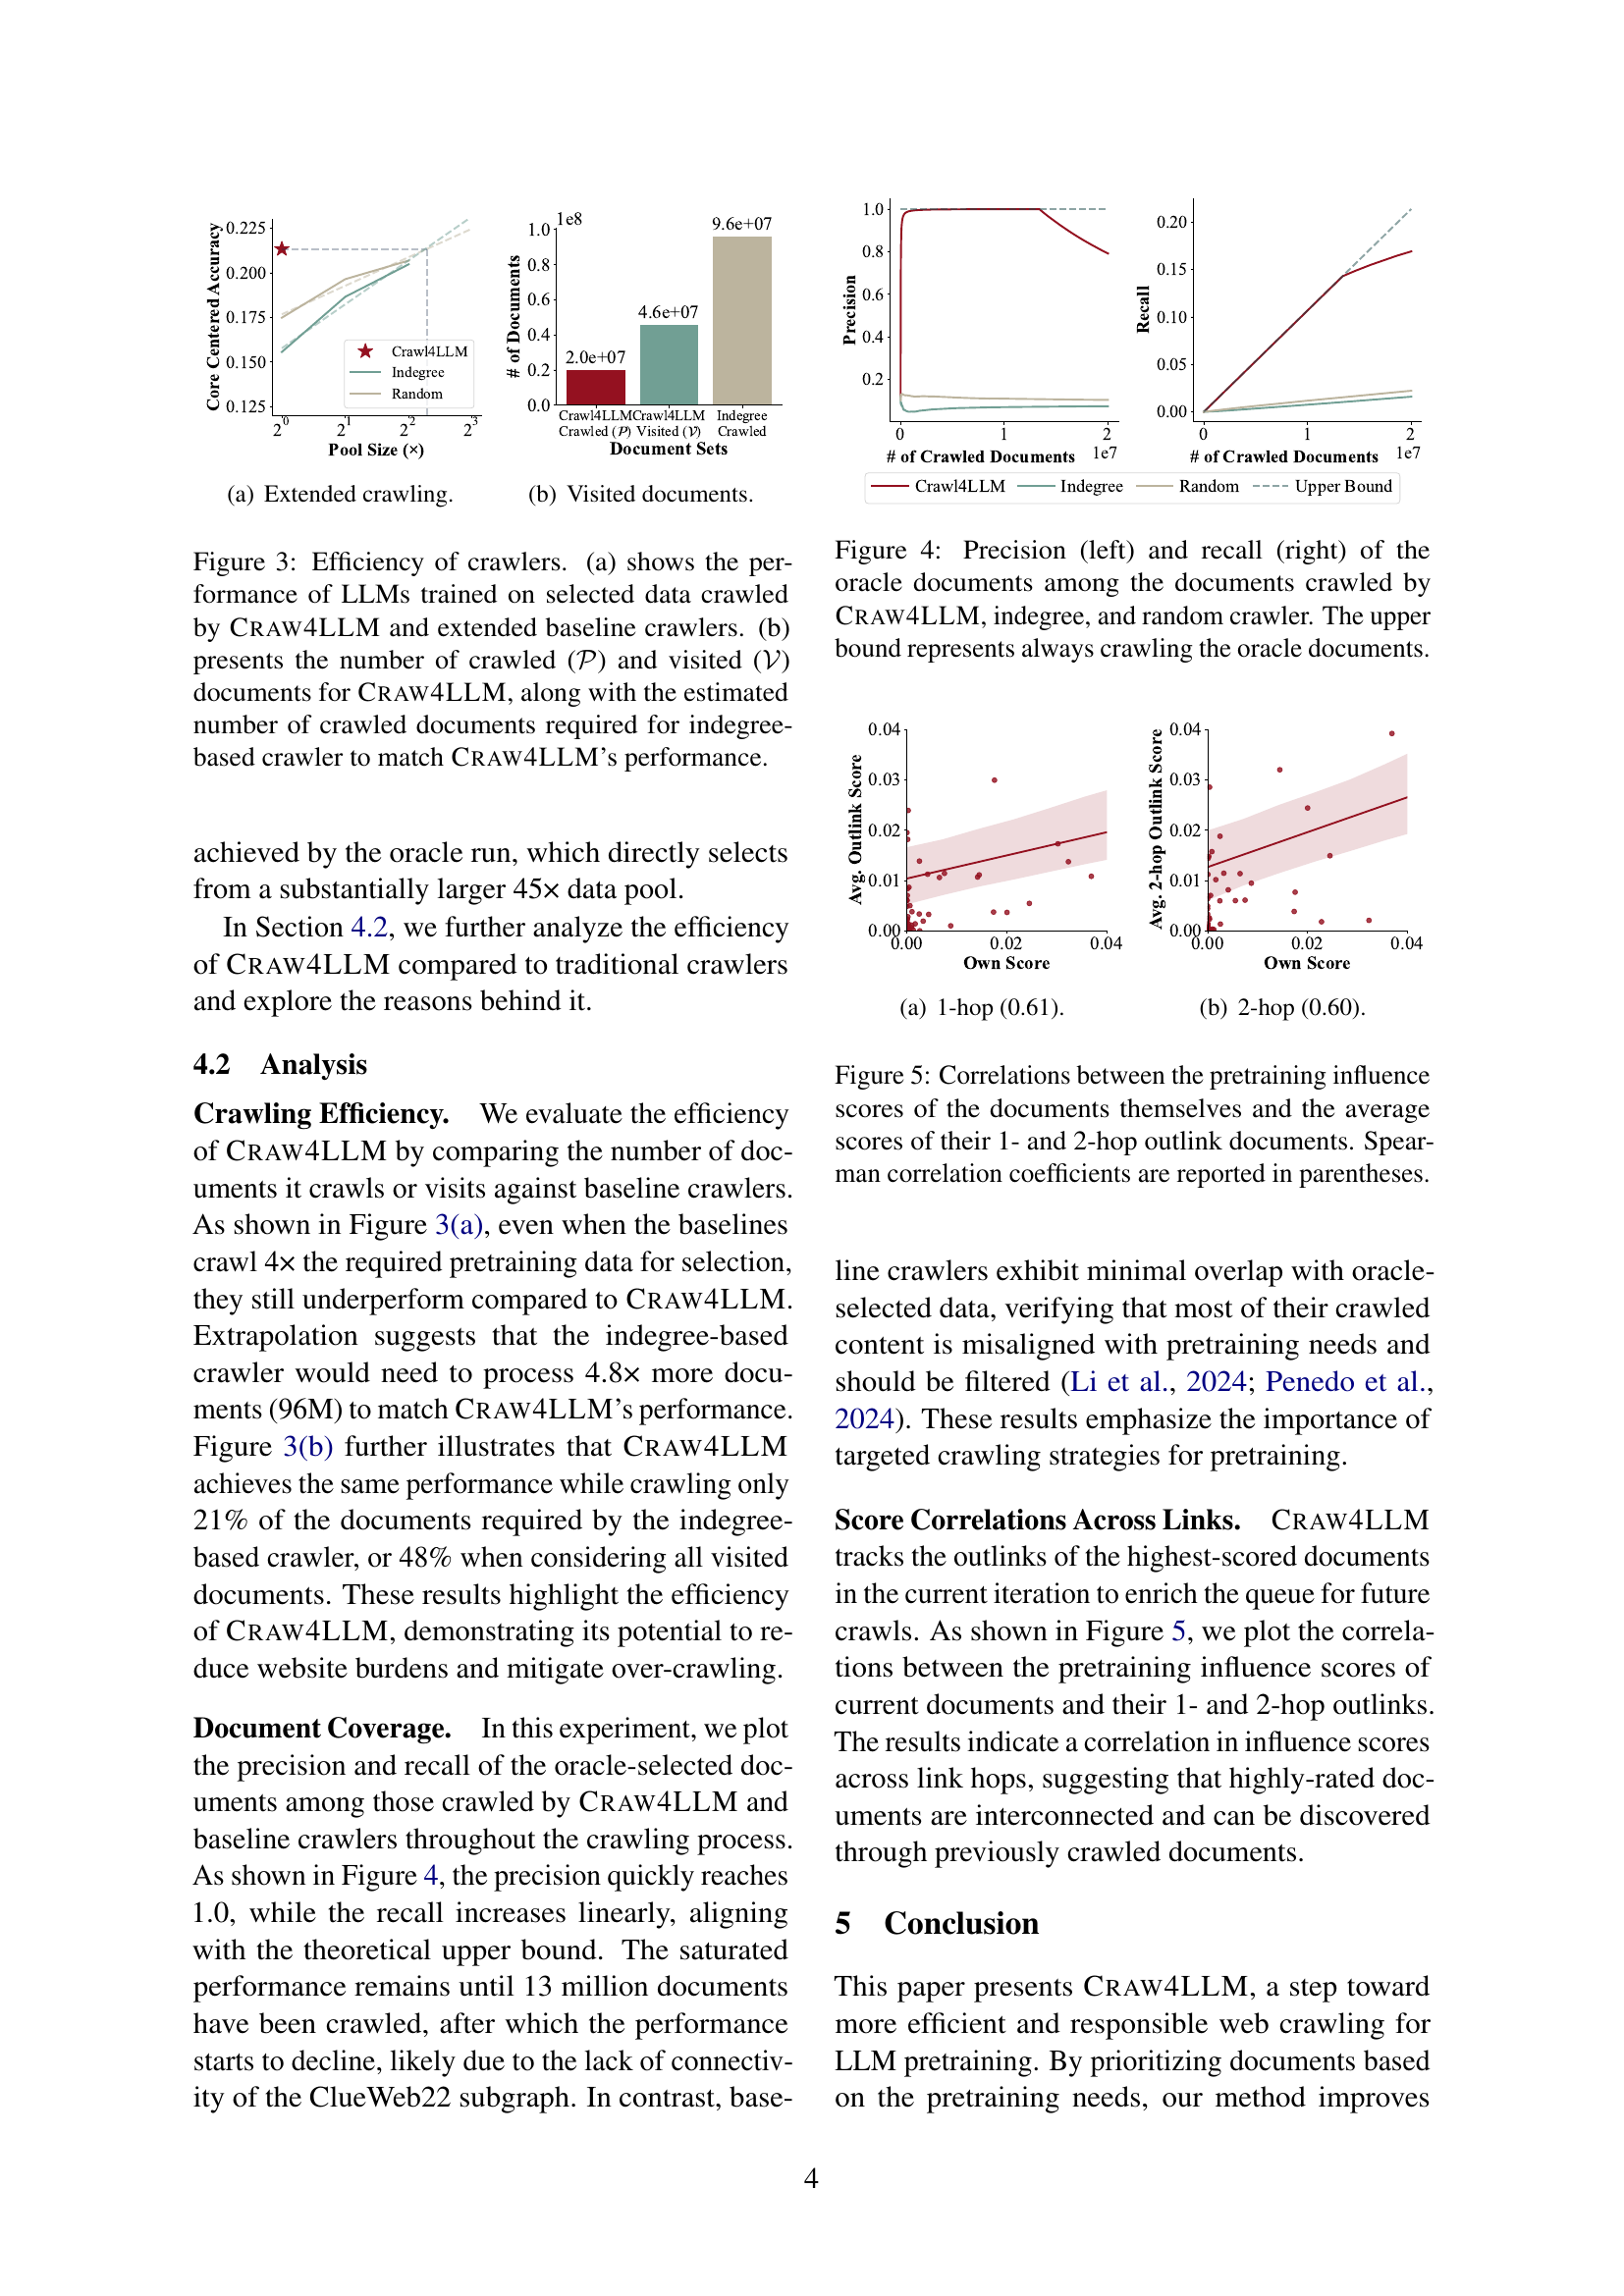 0.225
0.200
0.175
0.150
0.125
Core Centered Accuracy
Crawl4LLM
Indegree
Random
2^0 2^1 2^2 2^3
Pool Size (×)
(a) Extended crawling.
1e8
1.0
0.8
0.6
0.4
0.2
0.0
# of Documents
2.0e+07
4.6e+07
9.6e+07
Crawl4LLM Crawl4LLM Indegree
Crawled (𝒫) Visited (𝒱) Crawled
Document Sets
(b) Visited documents.
Figure 3: Efficiency of crawlers. (a) shows the per-
formance of LLMs trained on selected data crawled
by CRAW4LLM and extended baseline crawlers. (b)
presents the number of crawled (𝒫) and visited (𝒱)
documents for CRAW4LLM, along with the estimated
number of crawled documents required for indegree-
based crawler to match CRAW4LLM's performance.
achieved by the oracle run, which directly selects
from a substantially larger 45× data pool.
In Section 4.2, we further analyze the efficiency
of CRAW4LLM compared to traditional crawlers
and explore the reasons behind it.
4.2 Analysis
Crawling Efficiency. We evaluate the efficiency
of CRAW4LLM by comparing the number of doc-
uments it crawls or visits against baseline crawlers.
As shown in Figure 3(a), even when the baselines
crawl 4× the required pretraining data for selection,
they still underperform compared to CRAW4LLM.
Extrapolation suggests that the indegree-based
crawler would need to process 4.8× more docu-
ments (96M) to match CRAW4LLM's performance.
Figure 3(b) further illustrates that CRAW4LLM
achieves the same performance while crawling only
21% of the documents required by the indegree-
based crawler, or 48% when considering all visited
documents. These results highlight the efficiency
of CRAW4LLM, demonstrating its potential to re-
duce website burdens and mitigate over-crawling.
Document Coverage. In this experiment, we plot
the precision and recall of the oracle-selected doc-
uments among those crawled by CRAW4LLM and
baseline crawlers throughout the crawling process.
As shown in Figure 4, the precision quickly reaches
1.0, while the recall increases linearly, aligning
with the theoretical upper bound. The saturated
performance remains until 13 million documents
have been crawled, after which the performance
starts to decline, likely due to the lack of connectiv-
ity of the ClueWeb22 subgraph. In contrast, base-
1.0
0.8
0.6
0.4
0.2
Precision
0 1 2
# of Crawled Documents 1e7
0.20
0.15
0.10
0.05
0.00
Recall
0 1 2
# of Crawled Documents 1e7
Crawl4LLM Indegree Random Upper Bound
Figure 4: Precision (left) and recall (right) of the
oracle documents among the documents crawled by
CRAW4LLM, indegree, and random crawler. The upper
bound represents always crawling the oracle documents.
0.04
0.03
0.02
0.01
0.00
Avg. Outlink Score
0.00 0.02 0.04
Own Score
(a) 1-hop (0.61).
0.04
0.03
0.02
0.01
0.00
Avg. 2-hop Outlink Score
0.00 0.02 0.04
Own Score
(b) 2-hop (0.60).
Figure 5: Correlations between the pretraining influence
scores of the documents themselves and the average
scores of their 1- and 2-hop outlink documents. Spear-
man correlation coefficients are reported in parentheses.
line crawlers exhibit minimal overlap with oracle-
selected data, verifying that most of their crawled
content is misaligned with pretraining needs and
should be filtered (Li et al., 2024; Penedo et al.,
2024). These results emphasize the importance of
targeted crawling strategies for pretraining.
Score Correlations Across Links. CRAW4LLM
tracks the outlinks of the highest-scored documents
in the current iteration to enrich the queue for future
crawls. As shown in Figure 5, we plot the correla-
tions between the pretraining influence scores of
current documents and their 1- and 2-hop outlinks.
The results indicate a correlation in influence scores
across link hops, suggesting that highly-rated doc-
uments are interconnected and can be discovered
through previously crawled documents.
5 Conclusion
This paper presents CRAW4LLM, a step toward
more efficient and responsible web crawling for
LLM pretraining. By prioritizing documents based
on the pretraining needs, our method improves
4